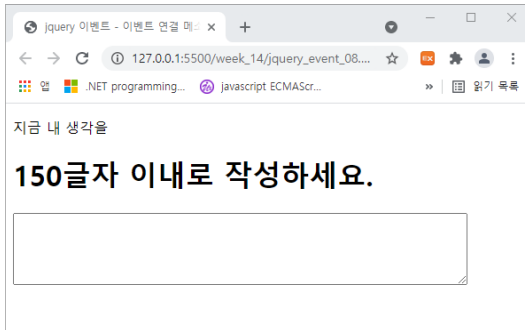 jquery 이벤트 - 이벤트 연결 메
127.0.0.1:5500/week_14/jquery_event_08....
앱 .NET programming... javascript ECMAScr... » 읽기 목록
지금 내 생각을
150글자 이내로 작성하세요.